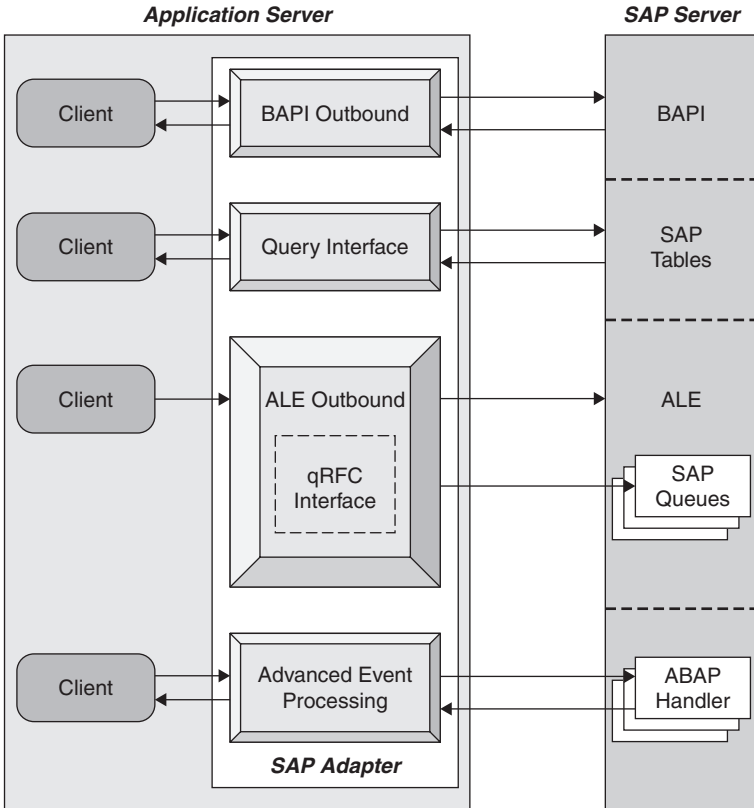 Application Server
SAP Server
Client
BAPI Outbound
BAPI
Client
Query Interface
SAP
Tables
Client
ALE Outbound
ALE
qRFC
Interface
SAP
Queues
Client
Advanced Event
Processing
ABAP
Handler
SAP Adapter